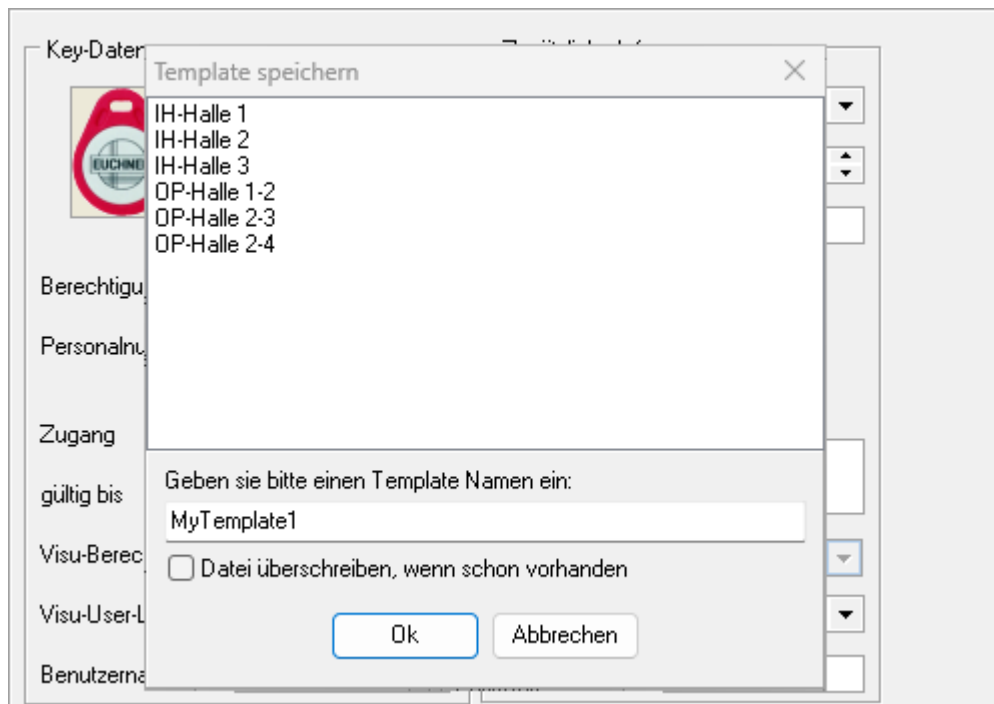 Key-Daten
Template speichern
IH-Halle 1
IH-Halle 2
IH-Halle 3
OP-Halle 1-2
OP-Halle 2-3
OP-Halle 2-4
Zugang
gültig bis
Geben sie bitte einen Template Namen ein:
MyTemplate1
Datei überschreiben, wenn schon vorhanden
Ok
Abbrechen